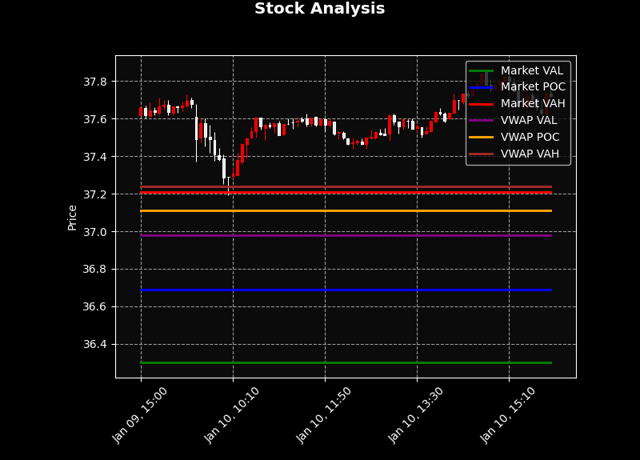 Stock Analysis
Market VAL
Market POC
Market VAH
VWAP VAL
VWAP POC
VWAP VAH
Price
37.8
37.6
37.4
37.2
37.0
36.8
36.6
36.4
Jan 09, 15:00
Jan 10, 10:10
Jan 10, 11:50
Jan 10, 13:30
Jan 10, 15:10